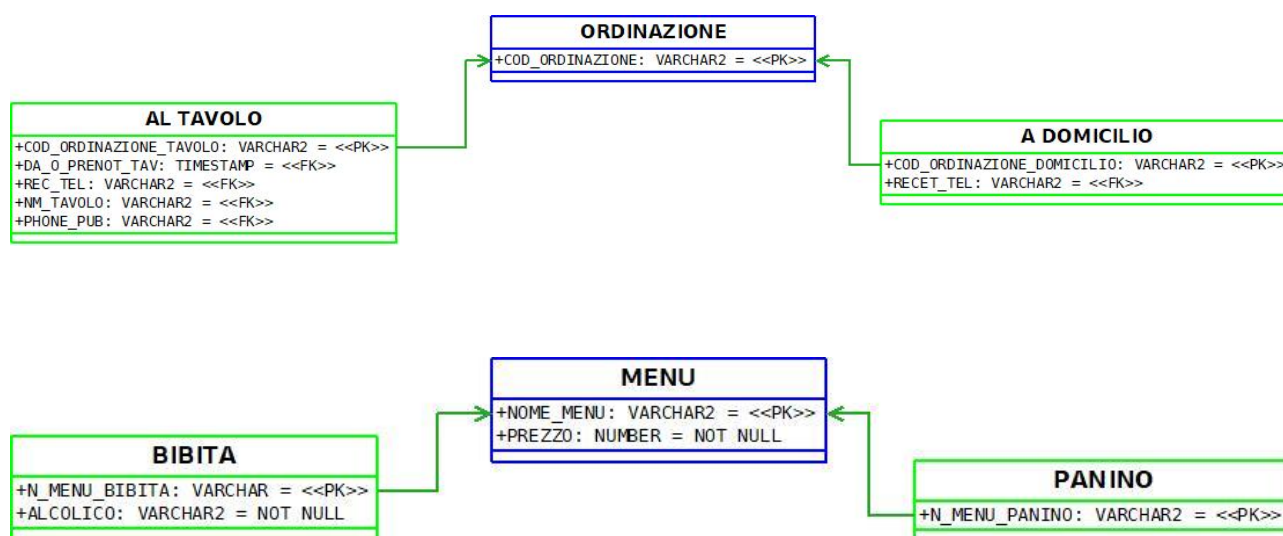 ORDINAZIONE
+COD_ORDINAZIONE: VARCHAR2 = <<PK>>
AL TAVOLO
+COD_ORDINAZIONE_TAVOLO: VARCHAR2 = <<PK>>
+DA_O_PRENOT_TAV: TIMESTAMP = <<FK>>
+REC_TEL: VARCHAR2 = <<FK>>
+NM_TAVOLO: VARCHAR2 = <<FK>>
+PHONE_PUB: VARCHAR2 = <<FK>>
A DOMICILIO
+COD_ORDINAZIONE_DOMICILIO: VARCHAR2 = <<PK>>
+RECET_TEL: VARCHAR2 = <<FK>>
MENU
+NOME_MENU: VARCHAR2 = <<PK>>
+PREZZO: NUMBER = NOT NULL
BIBITA
+N_MENU_BIBITA: VARCHAR = <<PK>>
+ALCOLICO: VARCHAR2 = NOT NULL
PANINO
+N_MENU_PANINO: VARCHAR2 = <<PK>>